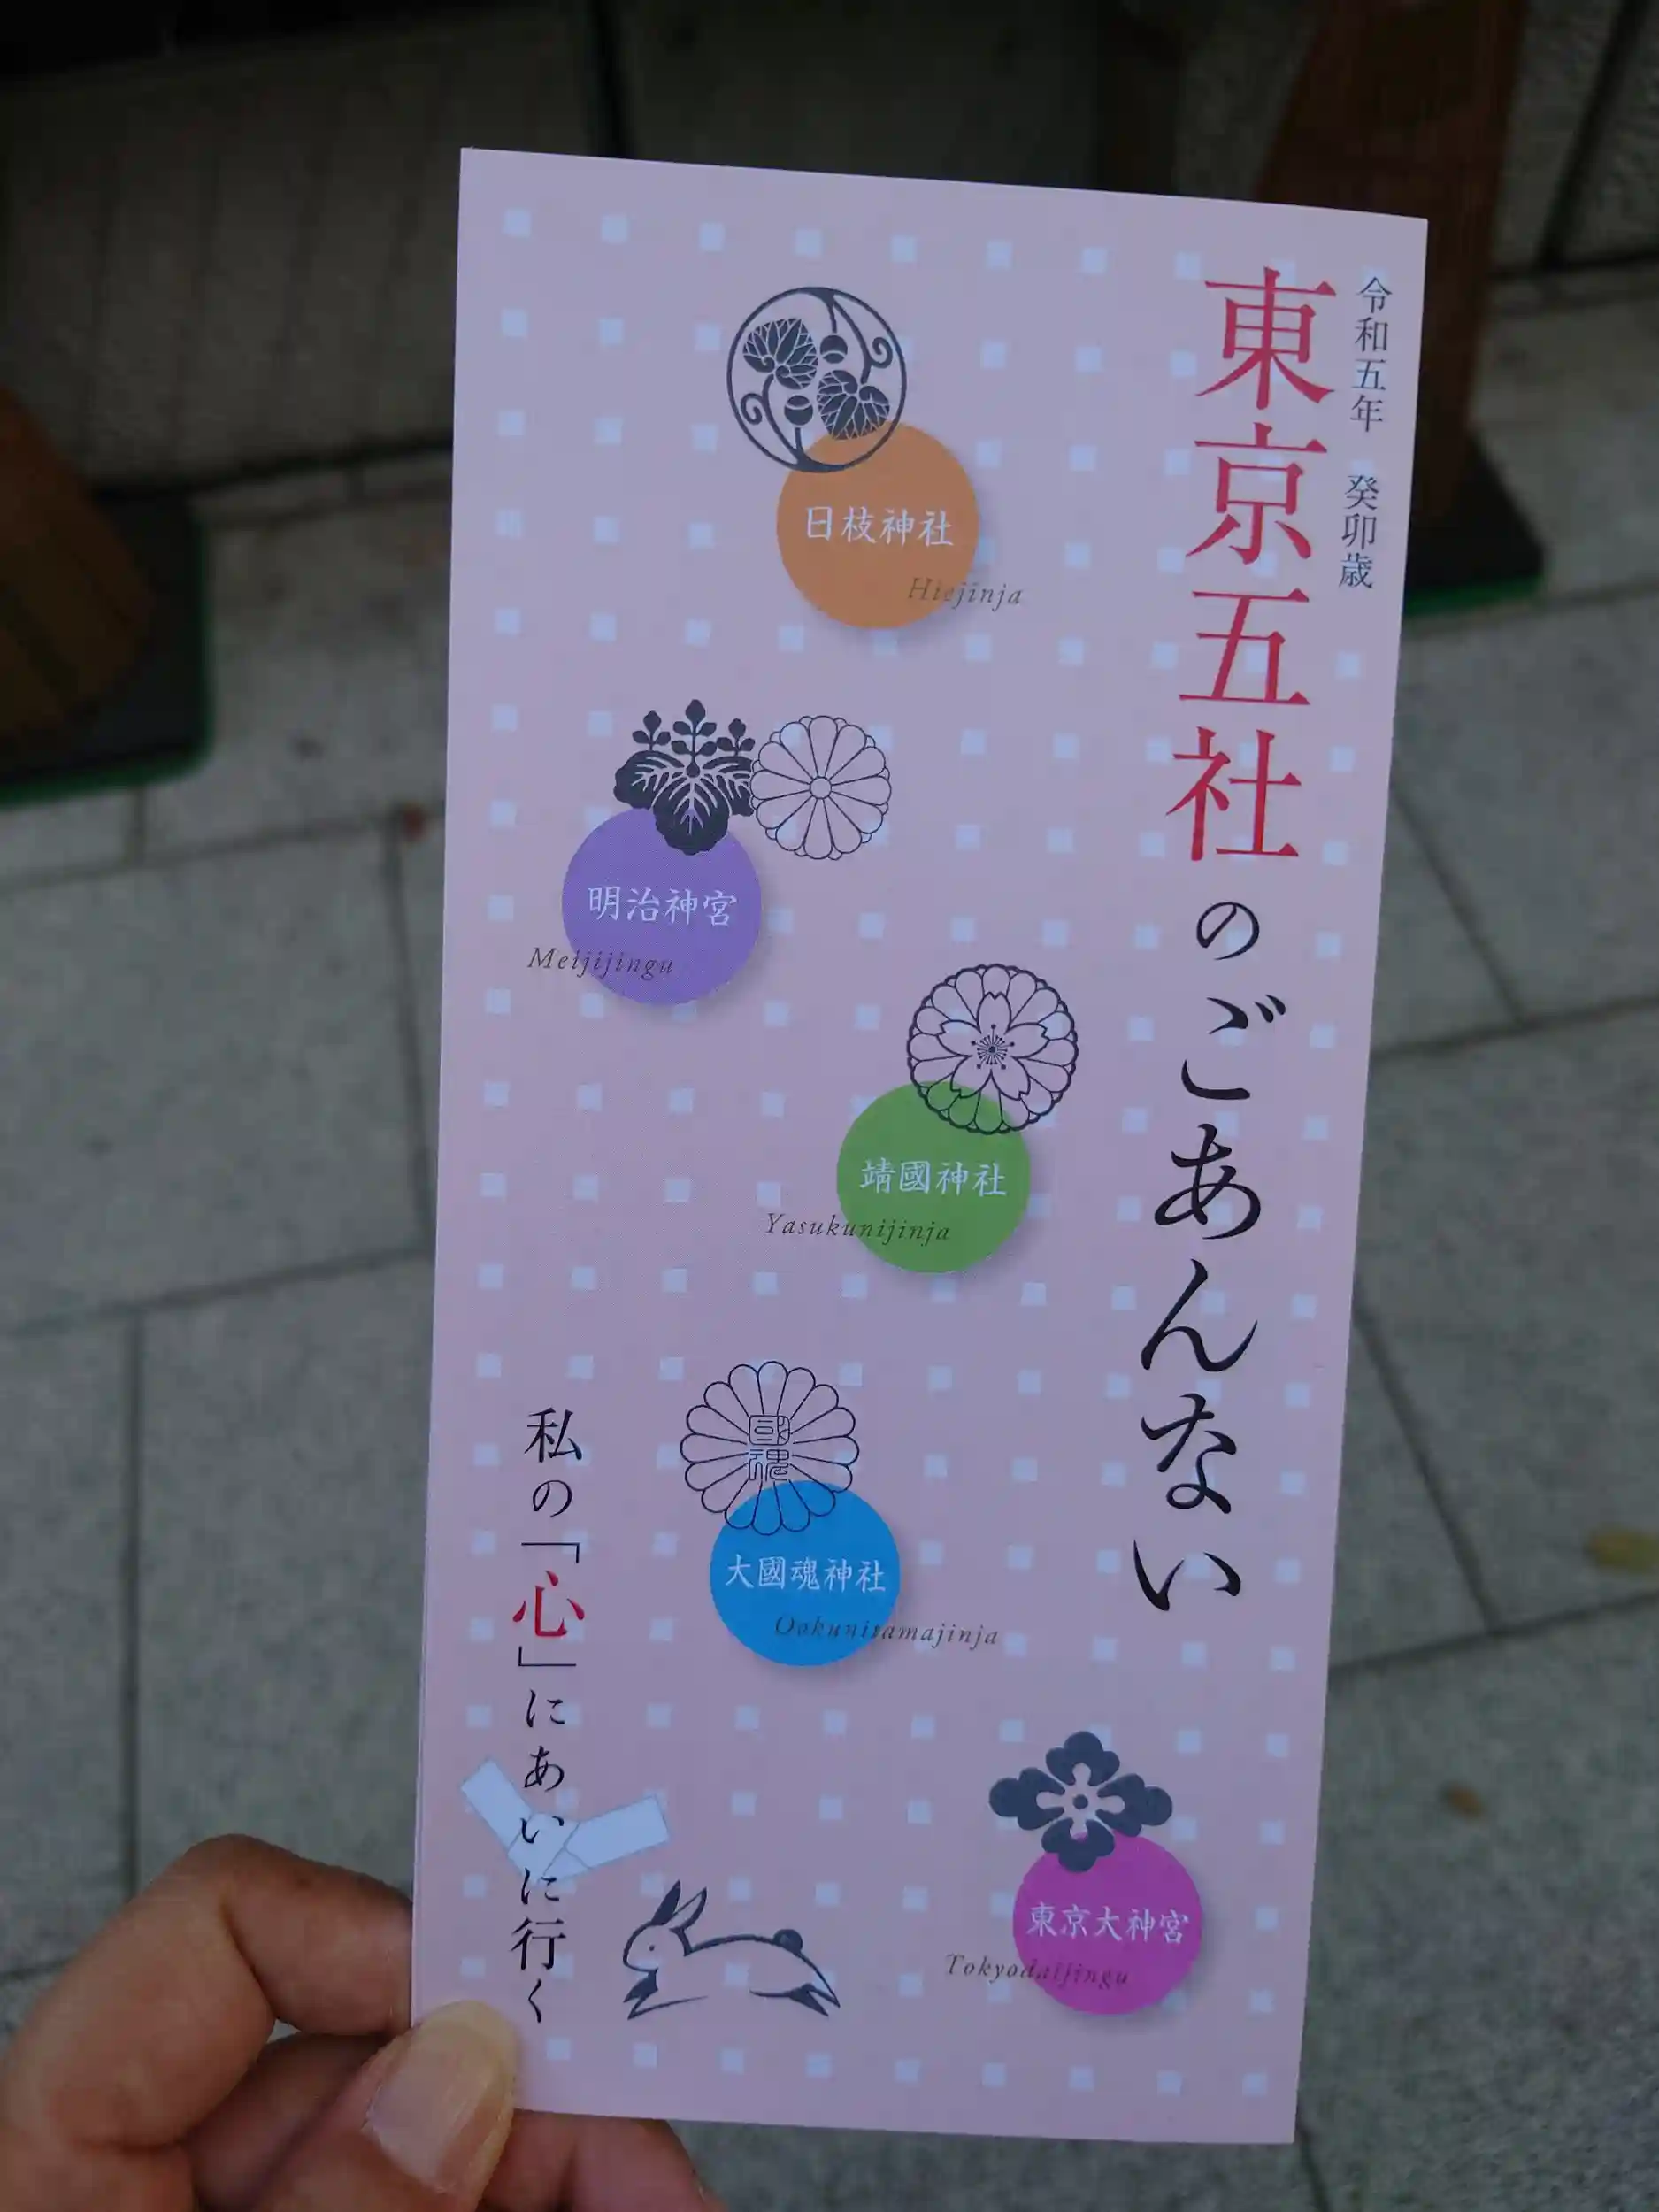 令和五年 癸卯歳
東京五社のごあんない
日枝神社
Hiejinja
明治神宮
Meijijingu
靖國神社
Yasukunijinja
國魂
大國魂神社
Ookunitamajinja
東京大神宮
Tokyodaijingu
私の「心」にあいに行く